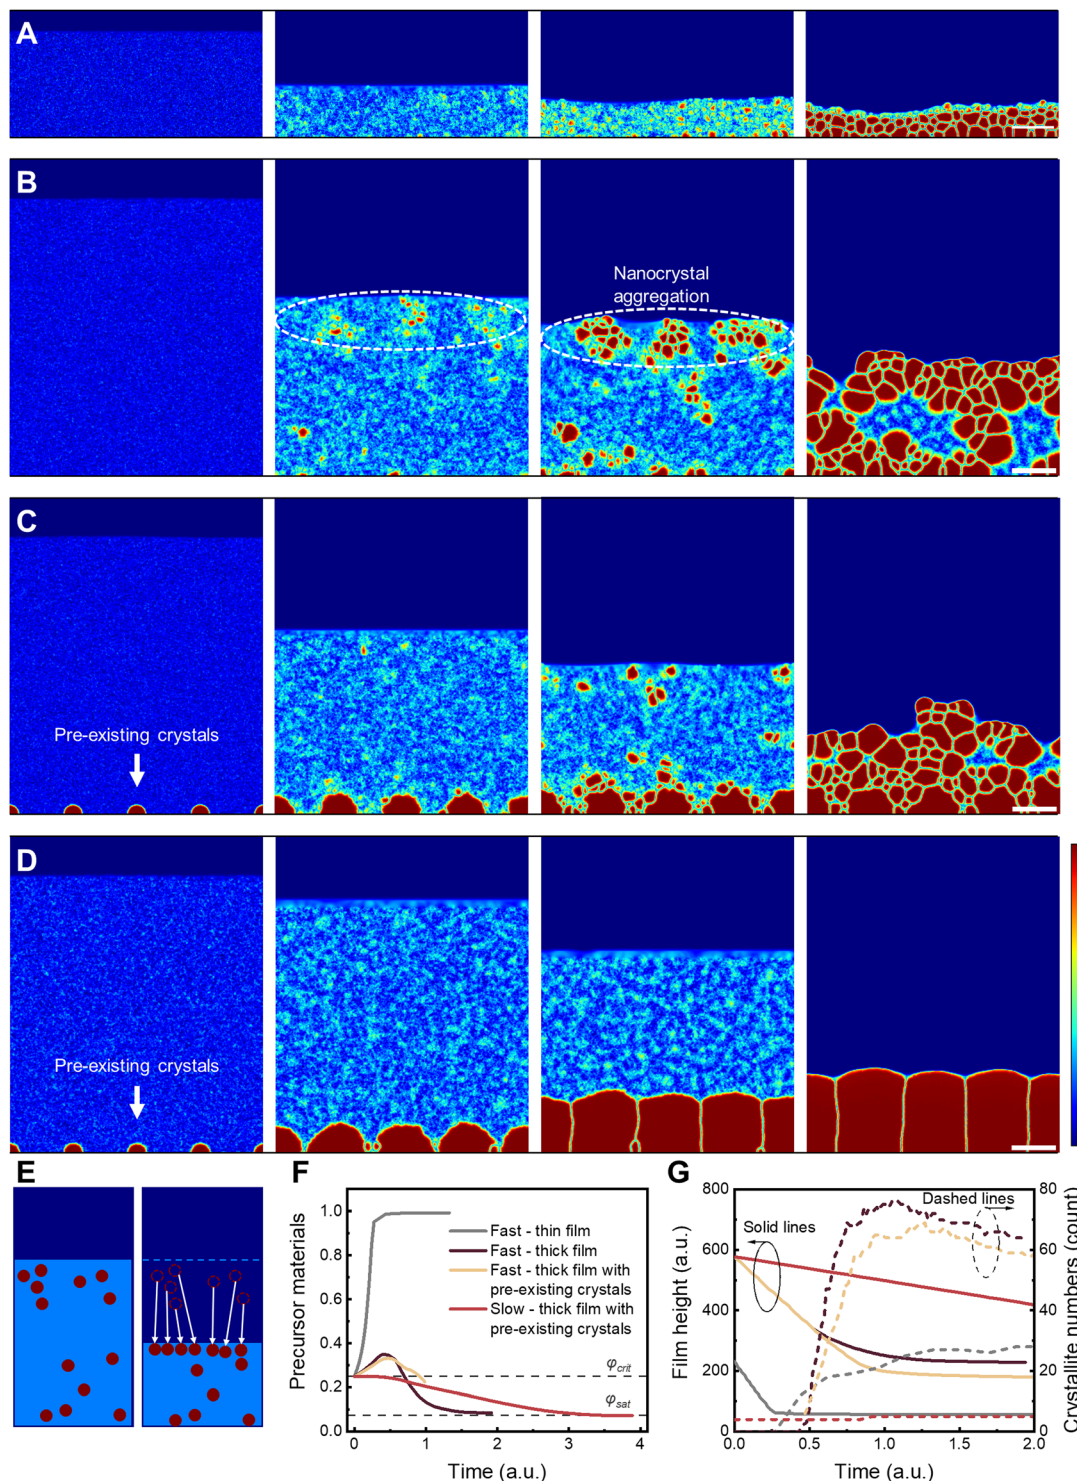 A
B
Nanocrystal
aggregation
C
Pre-existing crystals
D
Pre-existing crystals
E
F
Precursor materials
1.0
0.8
0.6
0.4
0.2
0.0
0
1
2
3
4
Time (a.u.)
Fast - thin film
Fast - thick film
Fast - thick film with
pre-existing crystals
Slow - thick film with
pre-existing crystals
φcrit
φsat
G
Film height (a.u.)
800
600
400
200
0
0.0
0.5
1.0
1.5
2.0
Time (a.u.)
Solid lines
Dashed lines
80
60
40
20
0
Crystallite numbers (count)